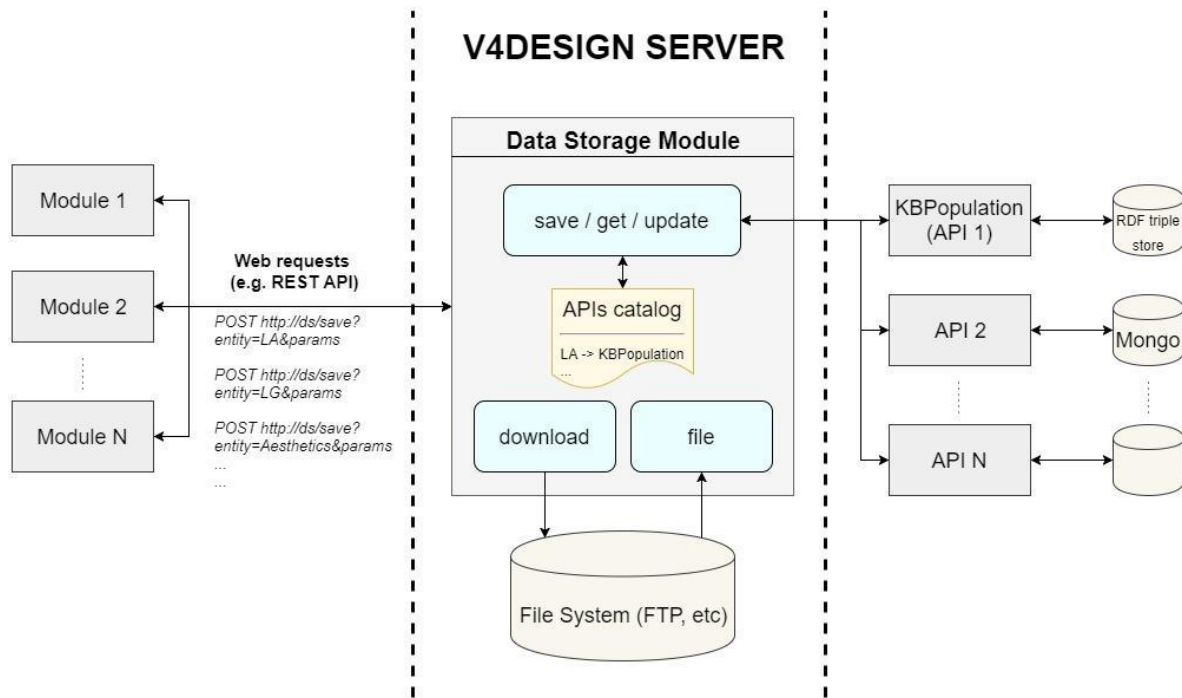 V4DESIGN SERVER
Module 1
Module 2
Module N
Web requests
(e.g. REST API)
POST http://ds/save?
entity=LA&params
POST http://ds/save?
entity=LG&params
POST http://ds/save?
entity=Aesthetics&params
...
...
Data Storage Module
save / get / update
APIs catalog
LA -> KBPopulation
...
download
file
File System (FTP, etc)
KBPopulation
(API 1)
RDF triple
store
API 2
Mongo
API N